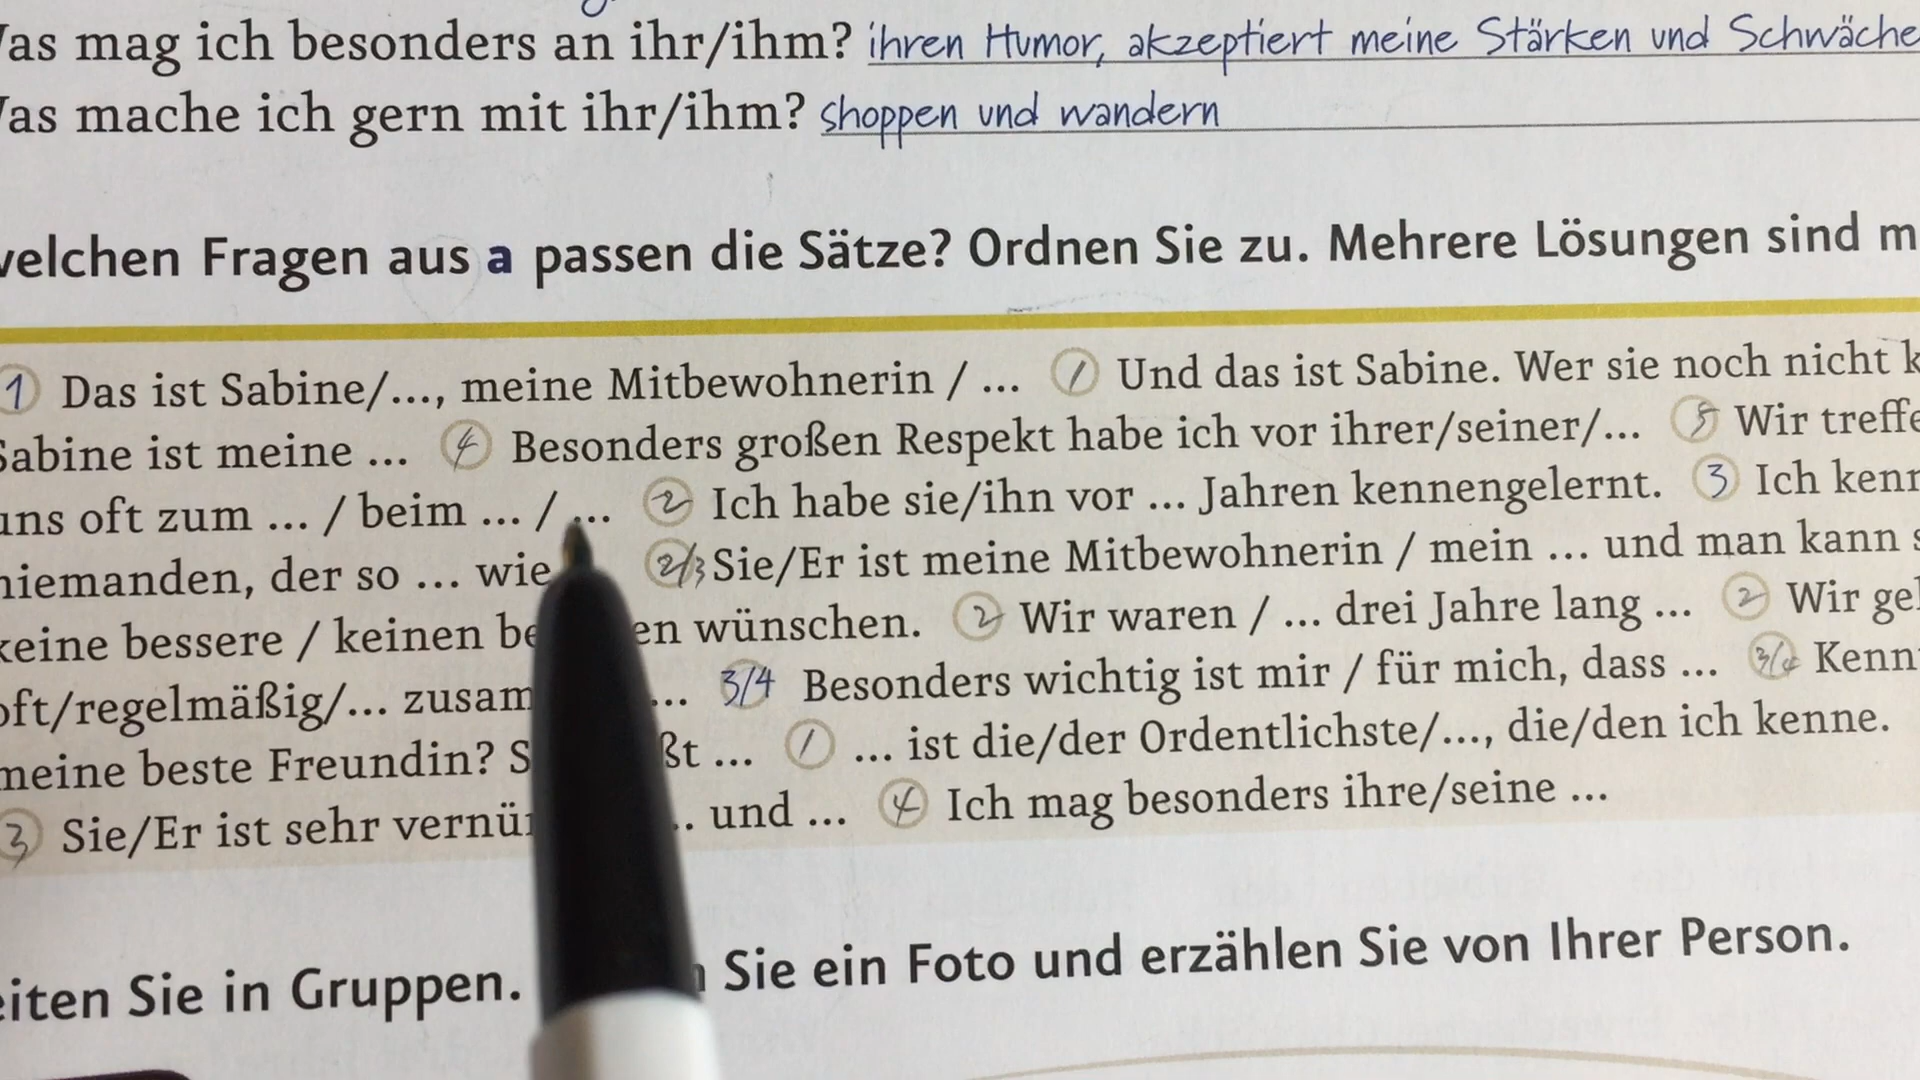 as mag ich besonders an ihr/ihm? ihren Humor, akzeptiert meine Stärken und Schwäche
as mache ich gern mit ihr/ihm? shoppen und wandern
welchen Fragen aus a passen die Sätze? Ordnen Sie zu. Mehrere Lösungen sind m
1 Das ist Sabine/..., meine Mitbewohnerin / ... 1 Und das ist Sabine. Wer sie noch nicht k
Sabine ist meine ... 4 Besonders großen Respekt habe ich vor ihrer/seiner/... 5 Wir treffe
uns oft zum ... / beim ... / ... 2 Ich habe sie/ihn vor ... Jahren kennengelernt. 3 Ich kenn
niemanden, der so ... wie 2/3 Sie/Er ist meine Mitbewohnerin / mein ... und man kann s
keine bessere / keinen be en wünschen. 2 Wir waren / ... drei Jahre lang ... 2 Wir ge
oft/regelmäßig/... zusam ... 3/4 Besonders wichtig ist mir / für mich, dass ... 3/4 Kenn
meine beste Freundin? S ßt ... 1 ... ist die/der Ordentlichste/..., die/den ich kenne.
3 Sie/Er ist sehr vernü .. und ... 4 Ich mag besonders ihre/seine ...
eiten Sie in Gruppen. Sie ein Foto und erzählen Sie von Ihrer Person.